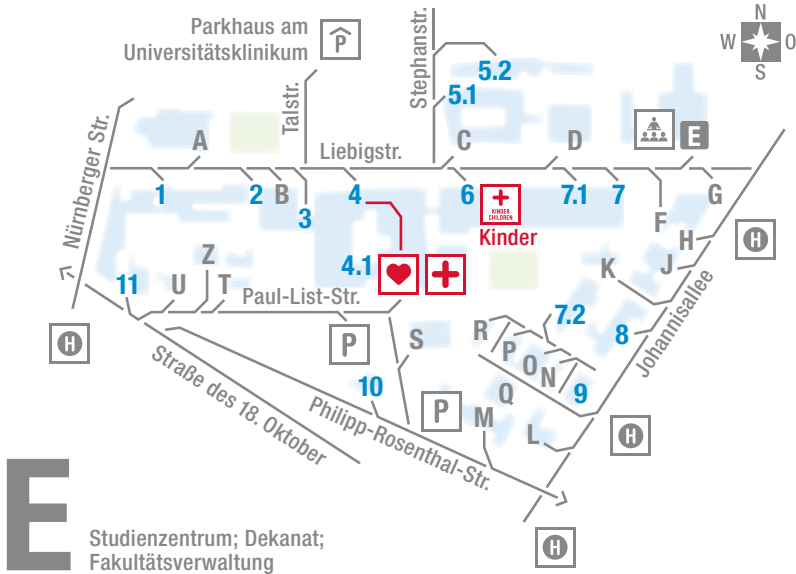 Parkhaus am
Universitätsklinikum
P
Stephanstr.
5.2
5.1
N
W
O
S
Talstr.
Nürnberger Str.
A
Liebigstr.
C
D
E
1
2
B
3
4
6
KINDER
CHILDREN
Kinder
7.1
7
F
G
H
H
J
K
Johannisallee
Z
4.1
11
U
T
Paul-List-Str.
H
P
S
R
P
O
N
7.2
8
9
Q
10
P
M
L
H
Straße des 18. Oktober
Philipp-Rosenthal-Str.
H
E
Studienzentrum; Dekanat;
Fakultätsverwaltung